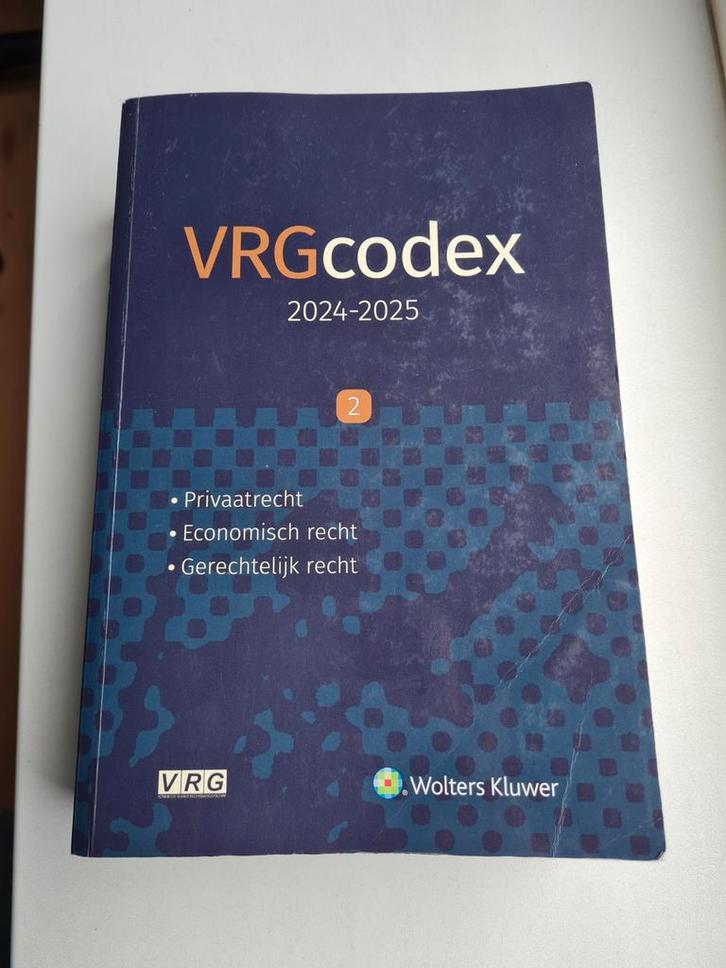 VRGcodex
2024-2025
2
• Privaatrecht
• Economisch recht
• Gerechtelijk recht
VRG
Wolters Kluwer